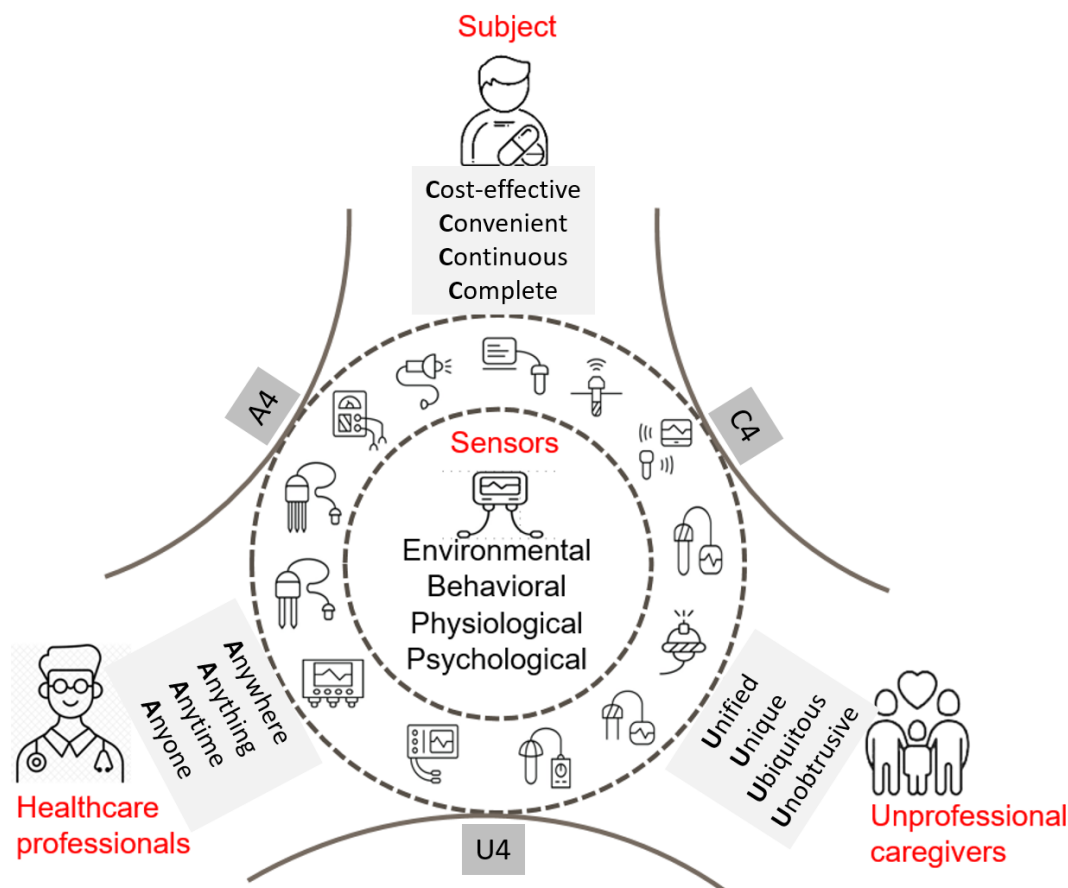 Subject
Cost-effective
Convenient
Continuous
Complete
A4
C4
Sensors
Environmental
Behavioral
Physiological
Psychological
Anywhere
Anything
Anytime
Anyone
Healthcare
professionals
Unified
Unique
Ubiquitous
Unobtrusive
Unprofessional
caregivers
U4